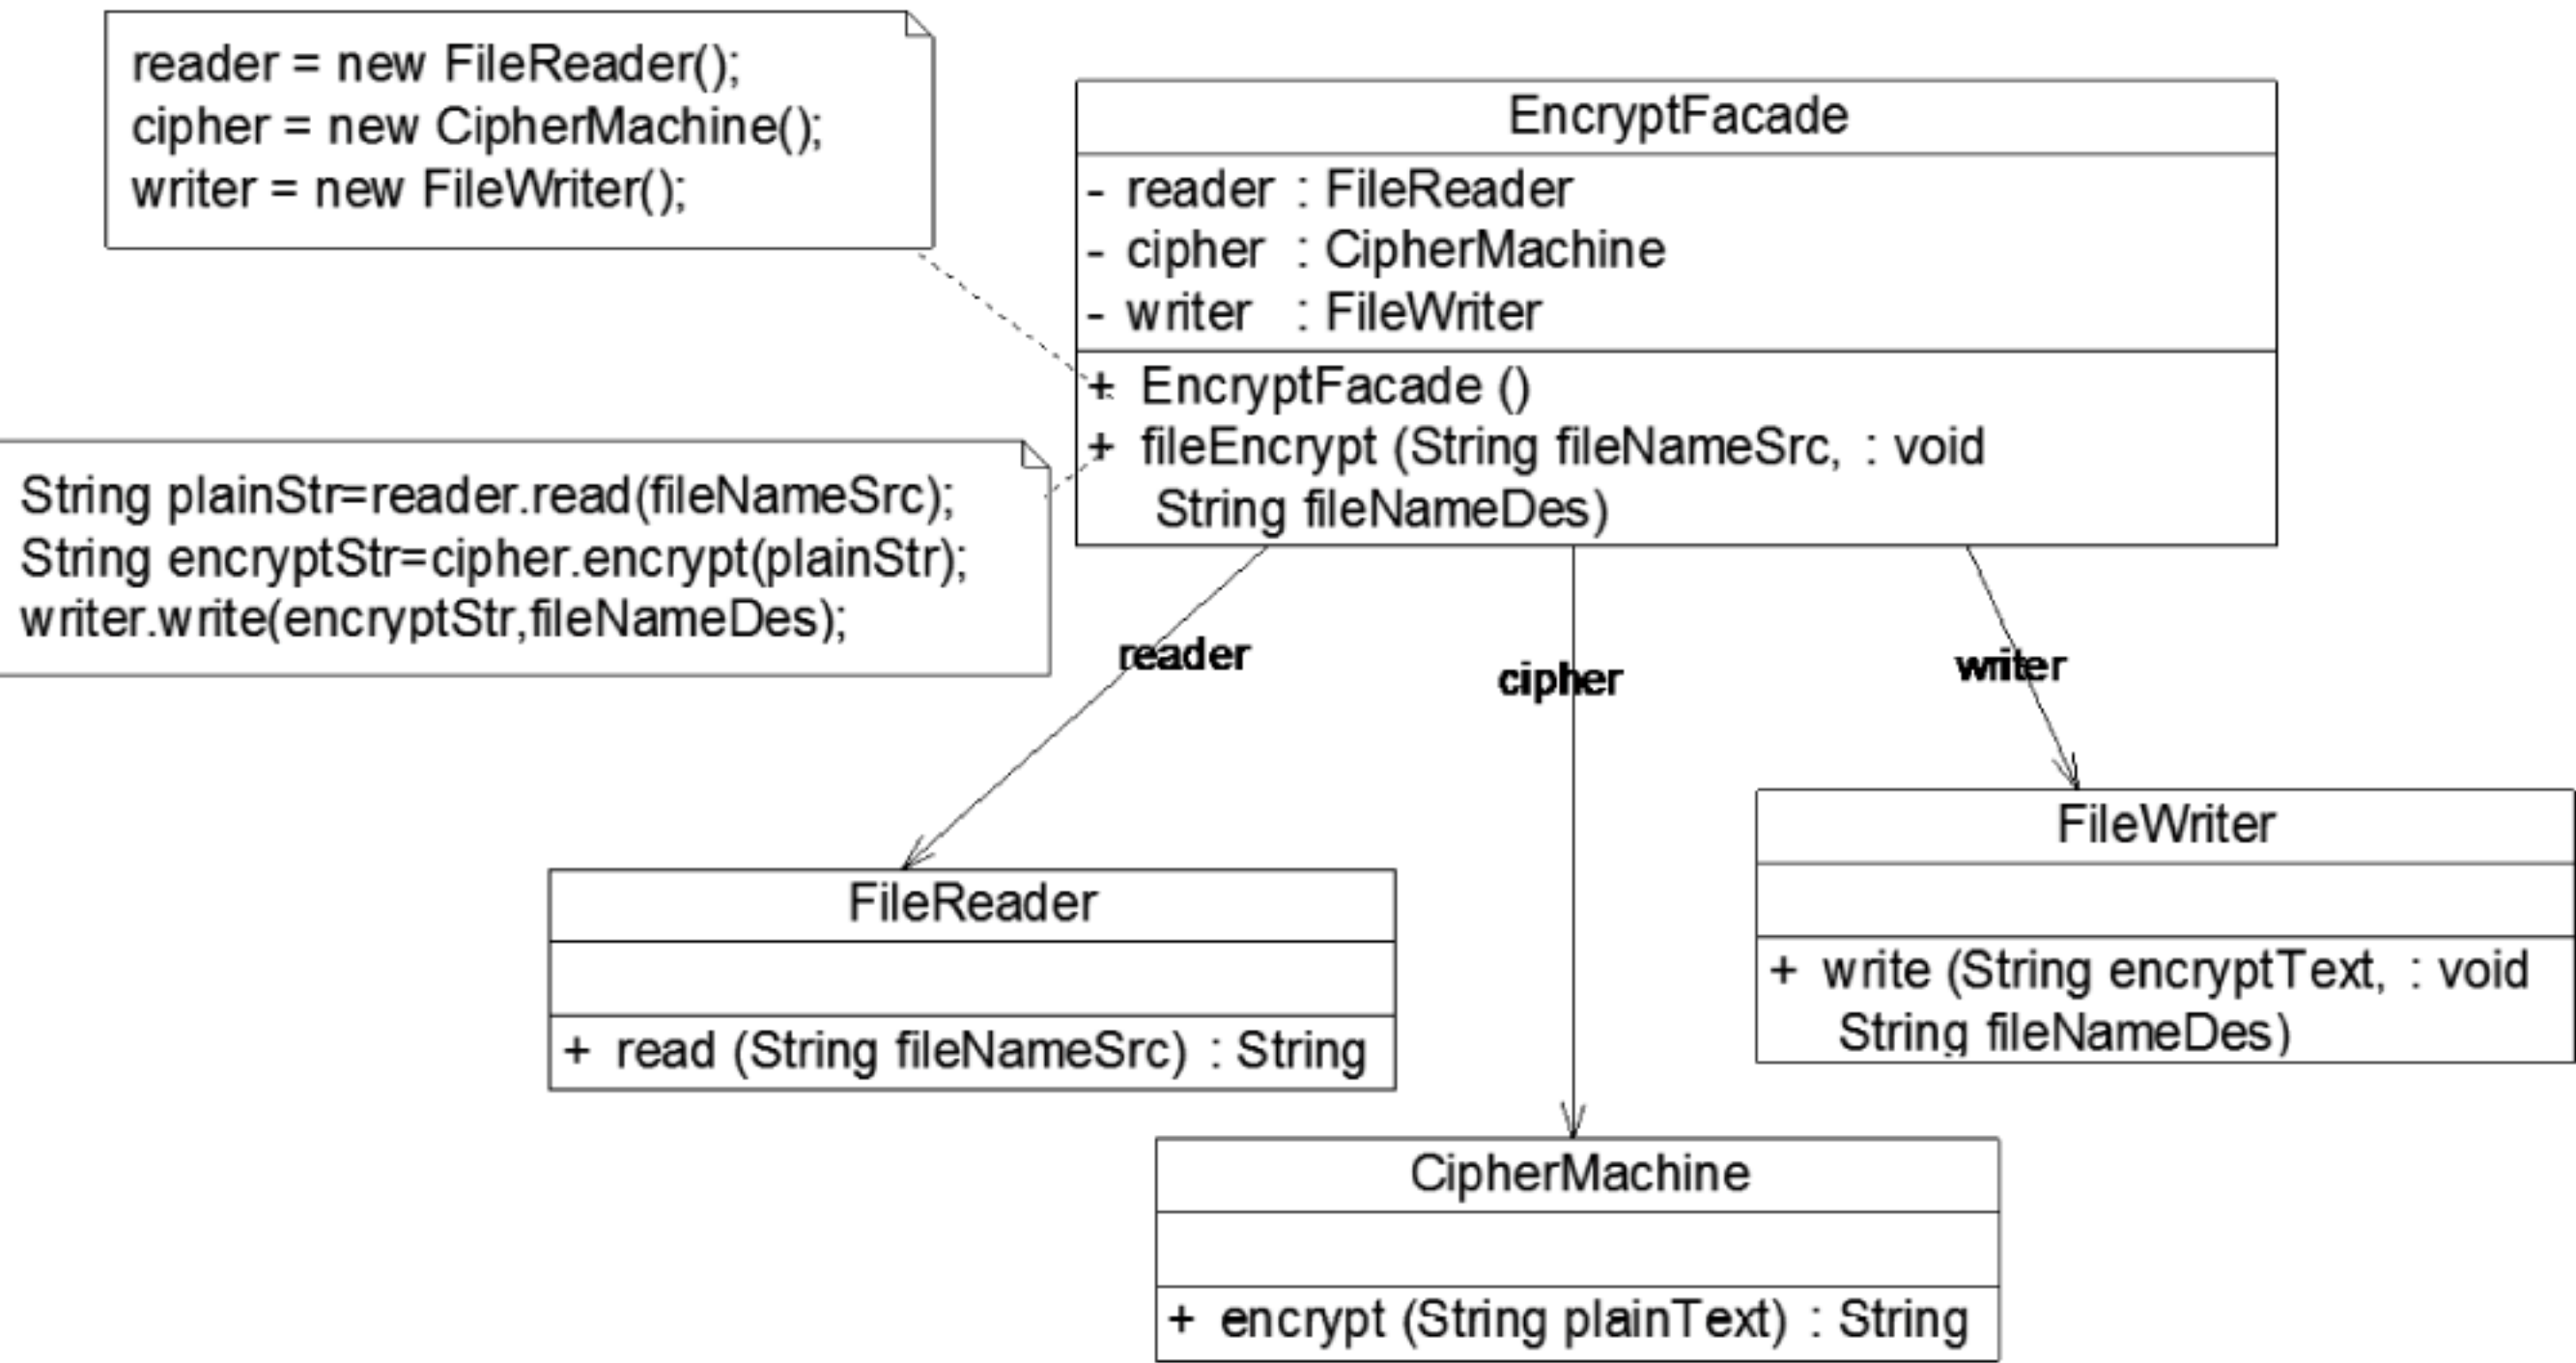 reader = new FileReader();
cipher = new CipherMachine();
writer = new FileWriter();
EncryptFacade
- reader : FileReader
- cipher : CipherMachine
- writer : FileWriter
+ EncryptFacade ()
+ fileEncrypt (String fileNameSrc, : void
String fileNameDes)
String plainStr=reader.read(fileNameSrc);
String encryptStr=cipher.encrypt(plainStr);
writer.write(encryptStr,fileNameDes);
reader
cipher
writer
FileReader
+ read (String fileNameSrc) : String
FileWriter
+ write (String encryptText, : void
String fileNameDes)
CipherMachine
+ encrypt (String plainText) : String